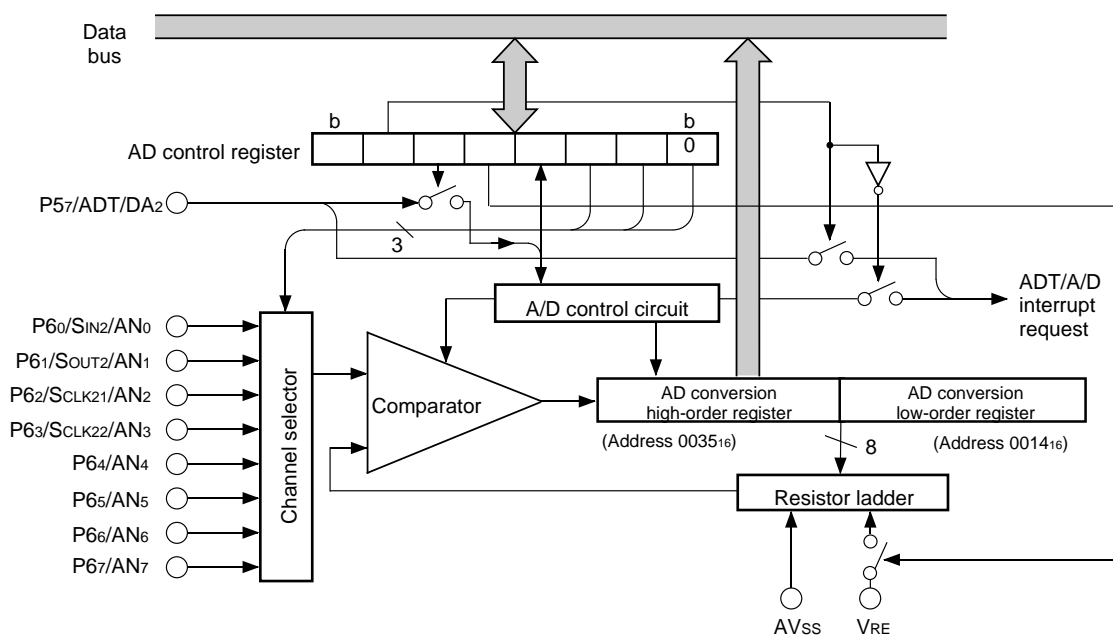 Data
bus
b
b
AD control register
0
P57/ADT/DA2
3
A/D control circuit
ADT/A/D
interrupt
request
P60/SIN2/AN0
P61/SOUT2/AN1
P62/SCLK21/AN2
P63/SCLK22/AN3
P64/AN4
P65/AN5
P66/AN6
P67/AN7
Channel selector
Comparator
AD conversion
high-order register
AD conversion
low-order register
(Address 003516)
(Address 001416)
8
Resistor ladder
AVSS
VRE